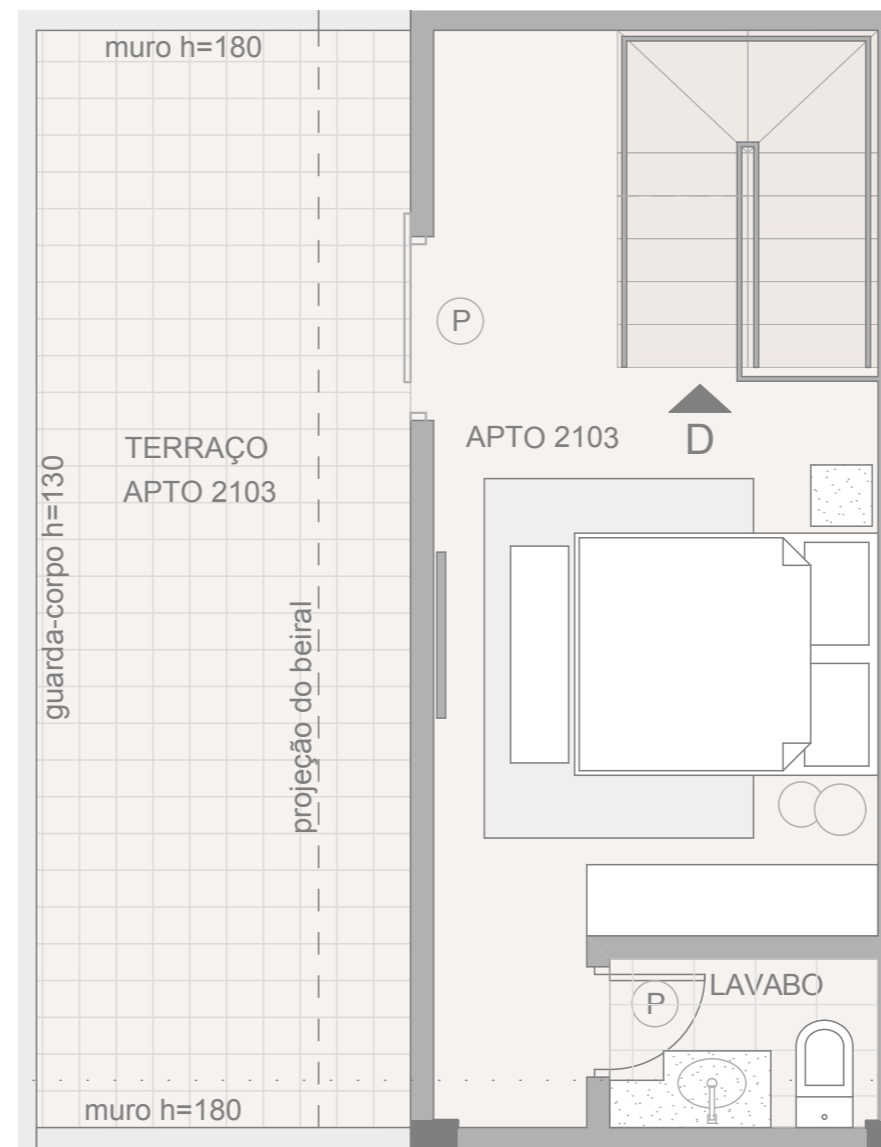 muro h=180
P
APTO 2103
D
TERRAÇO
APTO 2103
guarda-corpo h=130
projeção do beiral
LAVABO
P
muro h=180